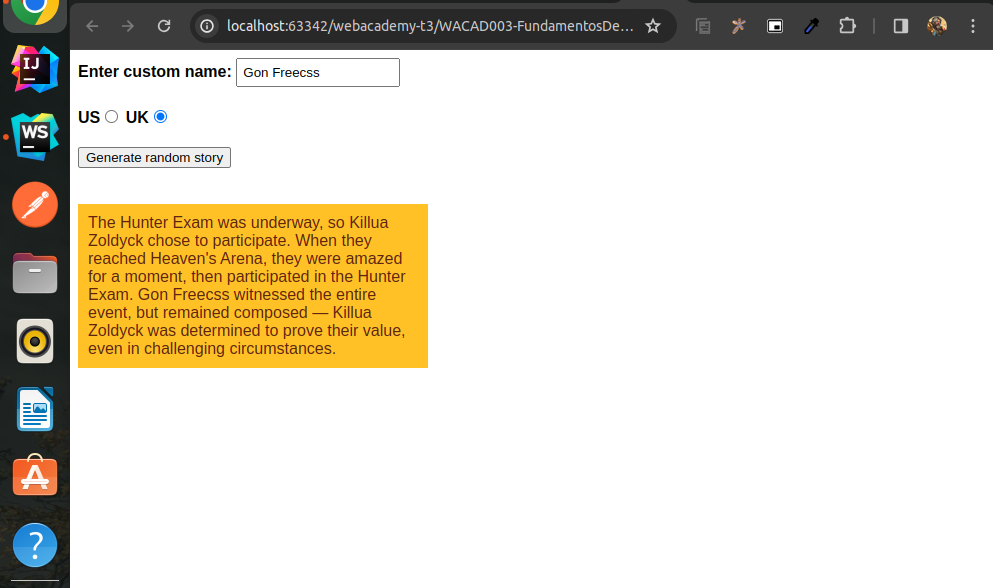 localhost:63342/webacademy-t3/WACAD003-FundamentosDe...
IJ
WS
Enter custom name: Gon Freecss
US UK
Generate random story
The Hunter Exam was underway, so Killua
Zoldyck chose to participate. When they
reached Heaven's Arena, they were amazed
for a moment, then participated in the Hunter
Exam. Gon Freecss witnessed the entire
event, but remained composed — Killua
Zoldyck was determined to prove their value,
even in challenging circumstances.
?